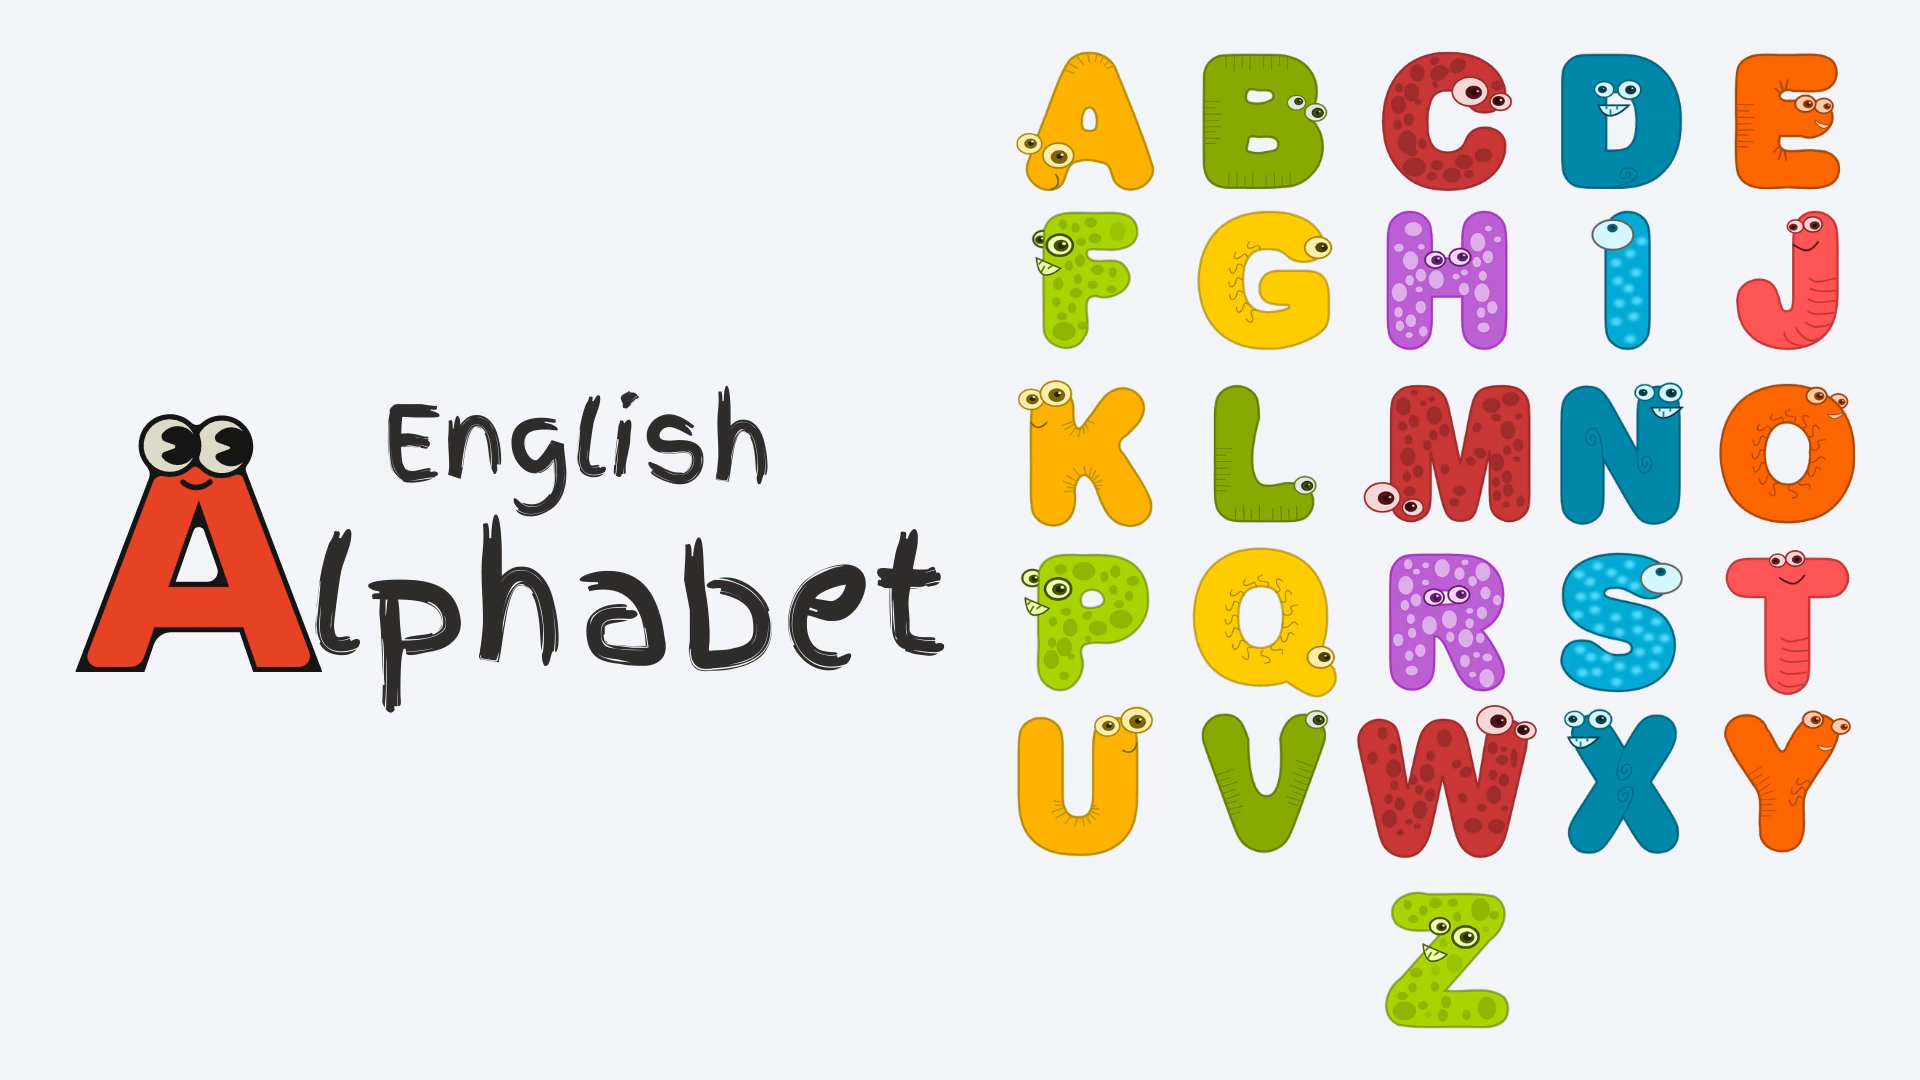 English
Alphabet
A B C D E
F G H I J
K L M N O
P Q R S T
U V W X Y
Z